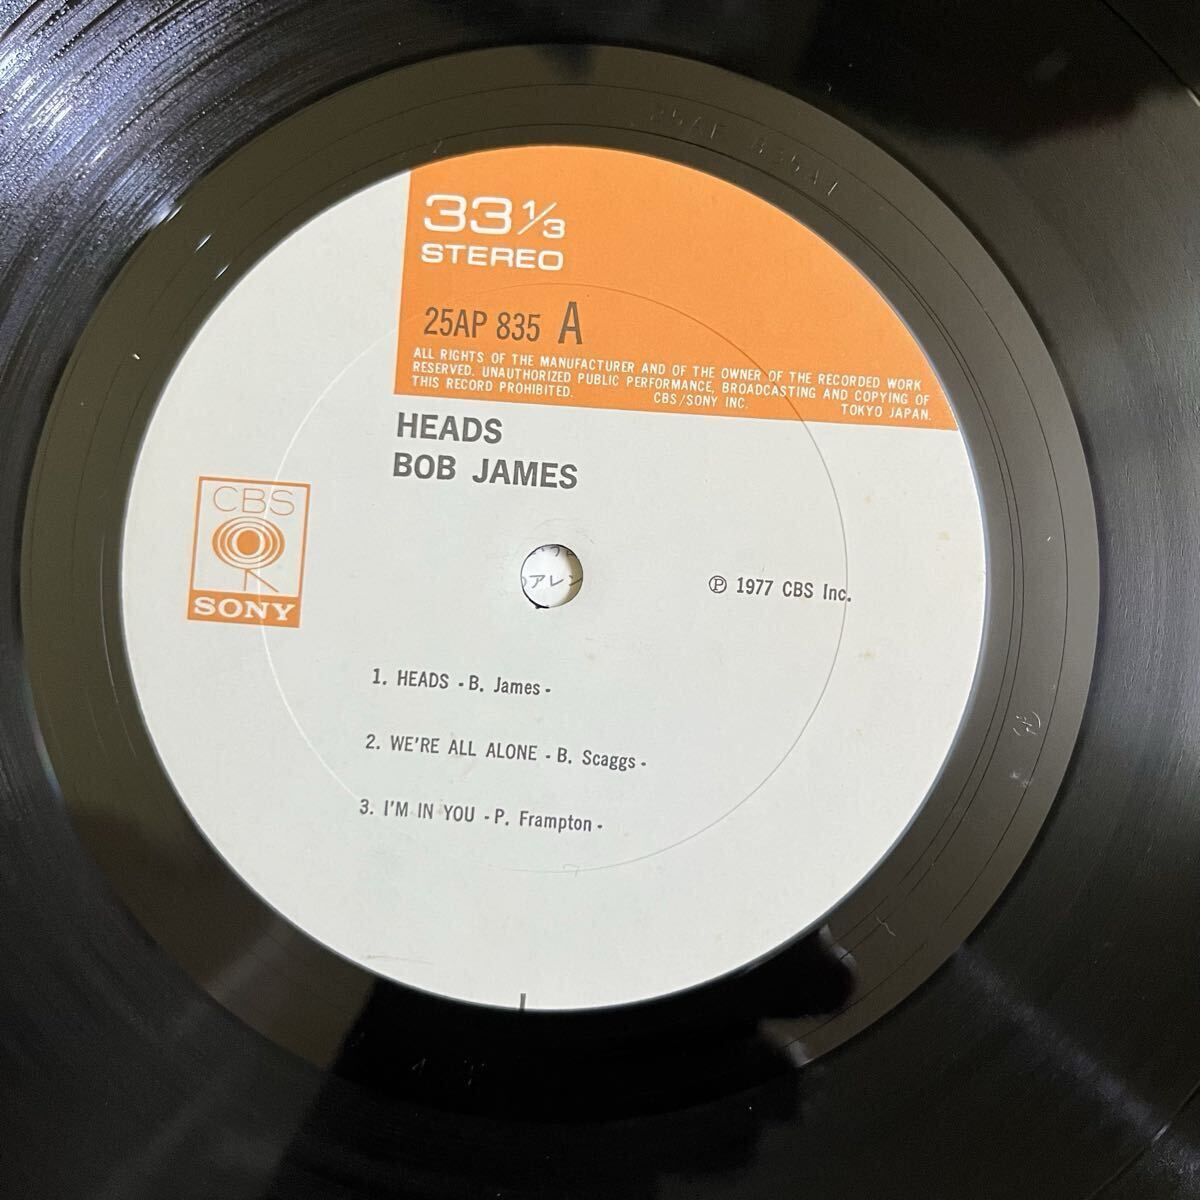 33 1/3
STEREO
25AP 835 A
ALL RIGHTS OF THE MANUFACTURER AND OF THE OWNER OF THE RECORDED WORK
RESERVED. UNAUTHORIZED PUBLIC PERFORMANCE, BROADCASTING AND COPYING OF
THIS RECORD PROHIBITED. CBS/SONY INC. TOKYO JAPAN.
HEADS
BOB JAMES
CBS
SONY
アレン
Ⓟ 1977 CBS Inc.
1. HEADS - B. James -
2. WE'RE ALL ALONE - B. Scaggs -
3. I'M IN YOU - P. Frampton -